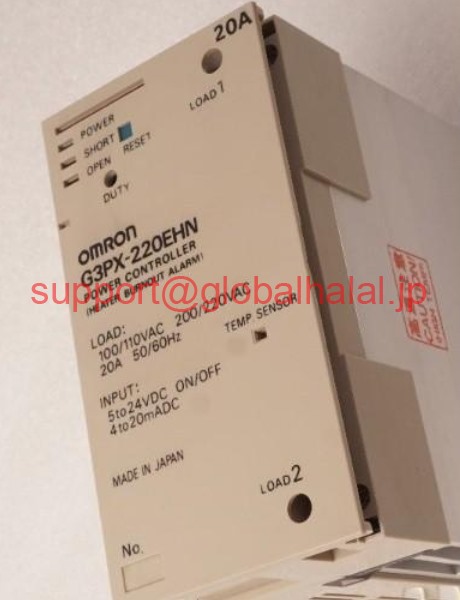 20A
LOAD 1
POWER
SHORT
RESET
OPEN
DUTY
OMRON
G3PX-220EHN
POWER CONTROLLER
(HEATER BURNOUT ALARM)
support@globalhalal.jp
LOAD:
100/110VAC 200/220VAC
20A 50/60Hz
TEMP. SENSOR
INPUT:
5to24VDC ON/OFF
4to20mADC
MADE IN JAPAN
LOAD 2
No.